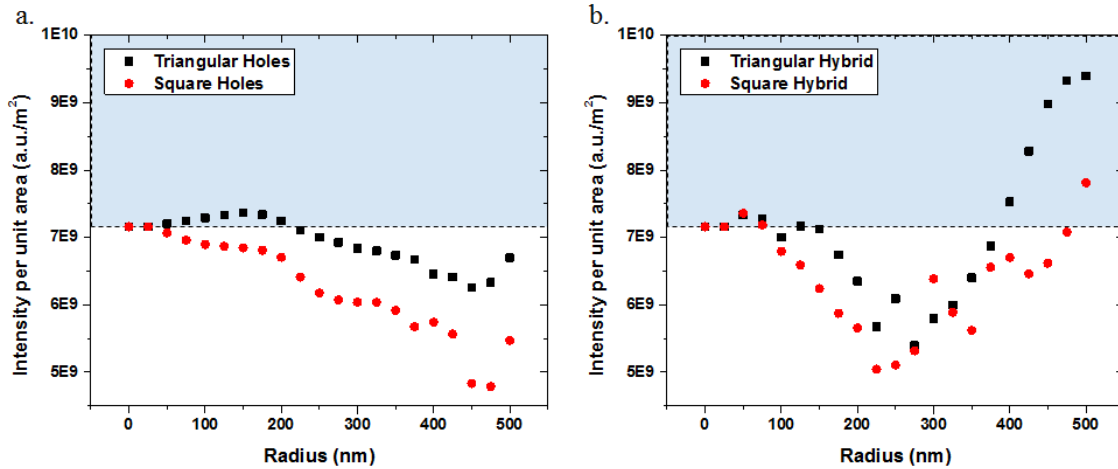 a.
1E10
9E9
8E9
7E9
6E9
5E9
Intensity per unit area (a.u./m²)
Triangular Holes
Square Holes
0 100 200 300 400 500
Radius (nm)
b.
1E10
9E9
8E9
7E9
6E9
5E9
Intensity per unit area (a.u./m²)
Triangular Hybrid
Square Hybrid
0 100 200 300 400 500
Radius (nm)